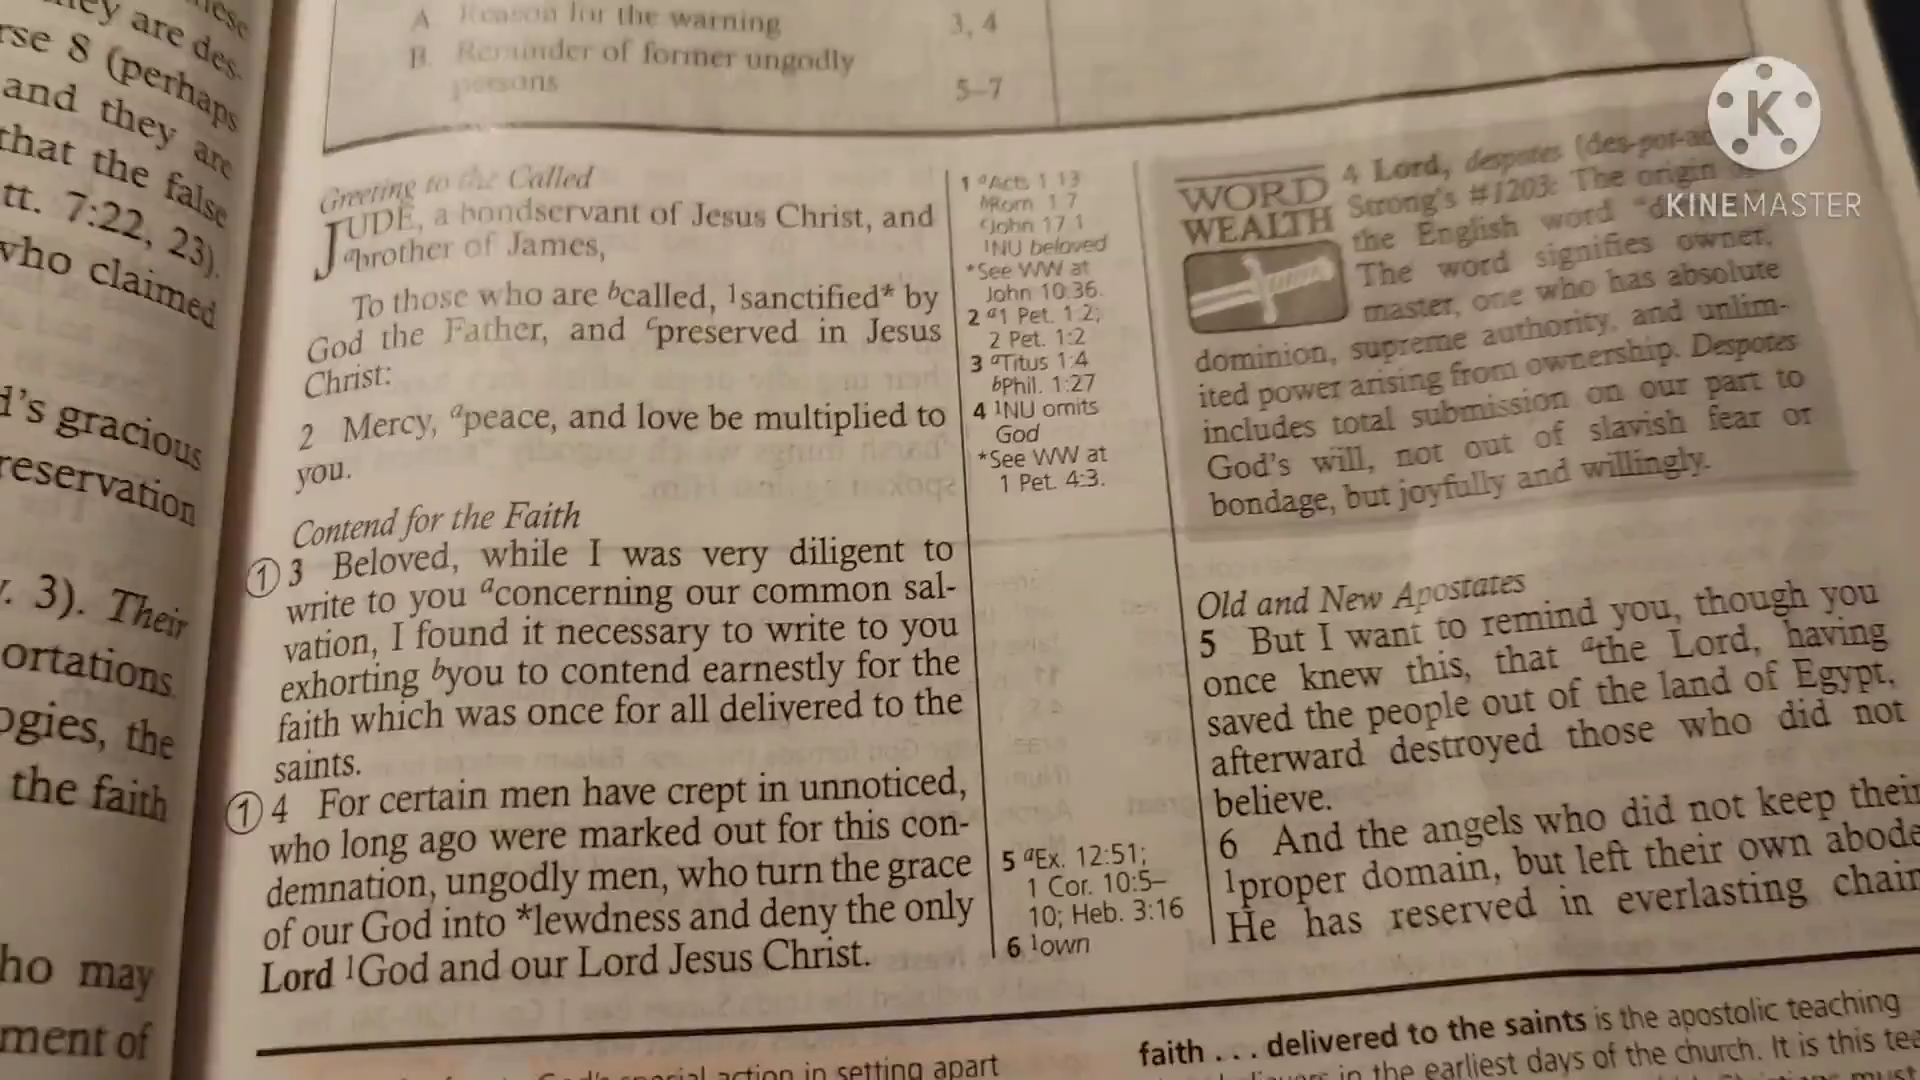 these
they are des-
rse 8 (perhaps
and they are
that the false
tt. 7:22, 23).
who claimed
d's gracious
reservation
v. 3). Their
ortations
ogies, the
the faith
ho may
ment of
A Reason for the warning 3, 4
B. Reminder of former ungodly
persons 5–7
Greeting to the Called
JUDE, a bondservant of Jesus Christ, and
abrother of James,
To those who are bcalled, 1sanctified* by
God the Father, and cpreserved in Jesus
Christ:
2 Mercy, apeace, and love be multiplied to
you.
Contend for the Faith
① 3 Beloved, while I was very diligent to
write to you aconcerning our common sal-
vation, I found it necessary to write to you
exhorting byou to contend earnestly for the
faith which was once for all delivered to the
saints.
① 4 For certain men have crept in unnoticed,
who long ago were marked out for this con-
demnation, ungodly men, who turn the grace
of our God into *lewdness and deny the only
Lord 1God and our Lord Jesus Christ.
1 aActs 1:13
bRom. 1:7
cJohn 17:1
1NU beloved
*See WW at
John 10:36.
2 a1 Pet. 1:2;
2 Pet. 1:2
3 aTitus 1:4
bPhil. 1:27
4 1NU omits
God
*See WW at
1 Pet. 4:3.
5 aEx. 12:51;
1 Cor. 10:5–
10; Heb. 3:16
6 1own
WORD
WEALTH
4 Lord, despotes (des-pot-
Strong's #1203: The origin
the English word
The word signifies owner,
master, one who has absolute
dominion, supreme authority, and unlim-
ited power arising from ownership. Despotes
includes total submission on our part to
God's will, not out of slavish fear or
bondage, but joyfully and willingly.
Old and New Apostates
5 But I want to remind you, though you
once knew this, that athe Lord, having
saved the people out of the land of Egypt,
afterward destroyed those who did not
believe.
6 And the angels who did not keep their
1proper domain, but left their own abode
He has reserved in everlasting chain
God's special action in setting apart
faith . . . delivered to the saints is the apostolic teaching
in the earliest days of the church. It is this tea
must
K
KINEMASTER